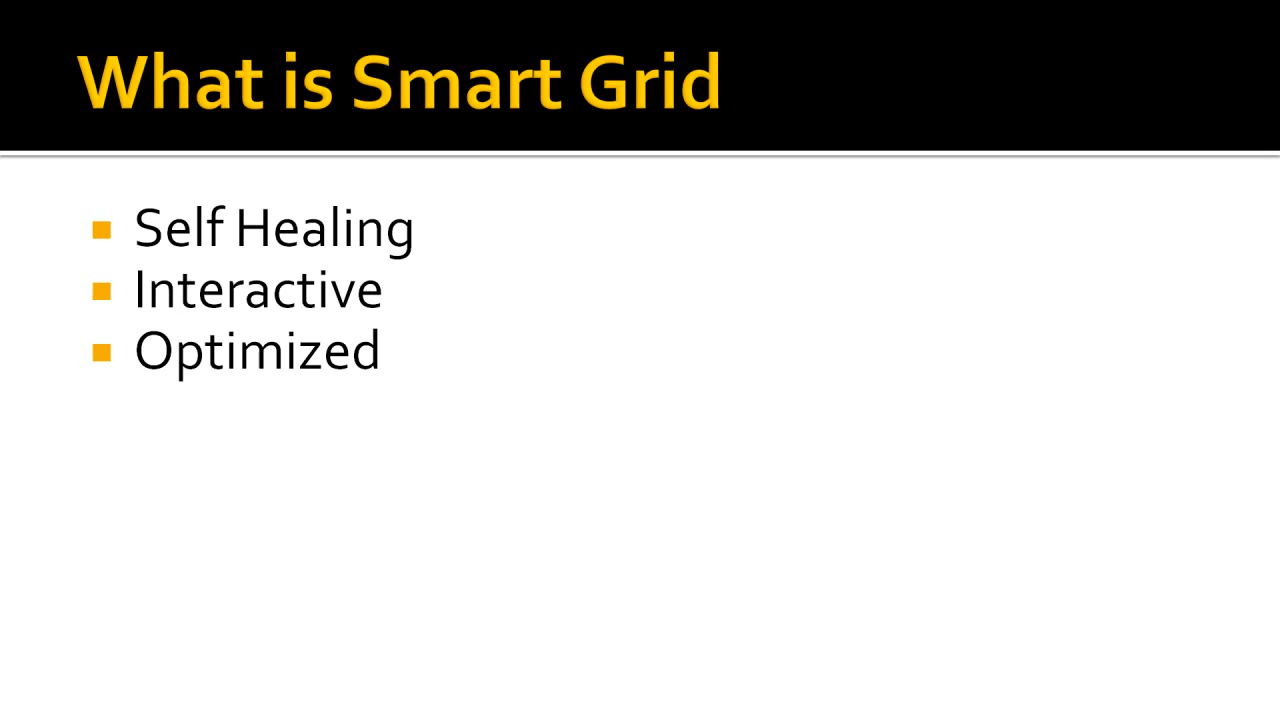 What is Smart Grid
Self Healing
Interactive
Optimized